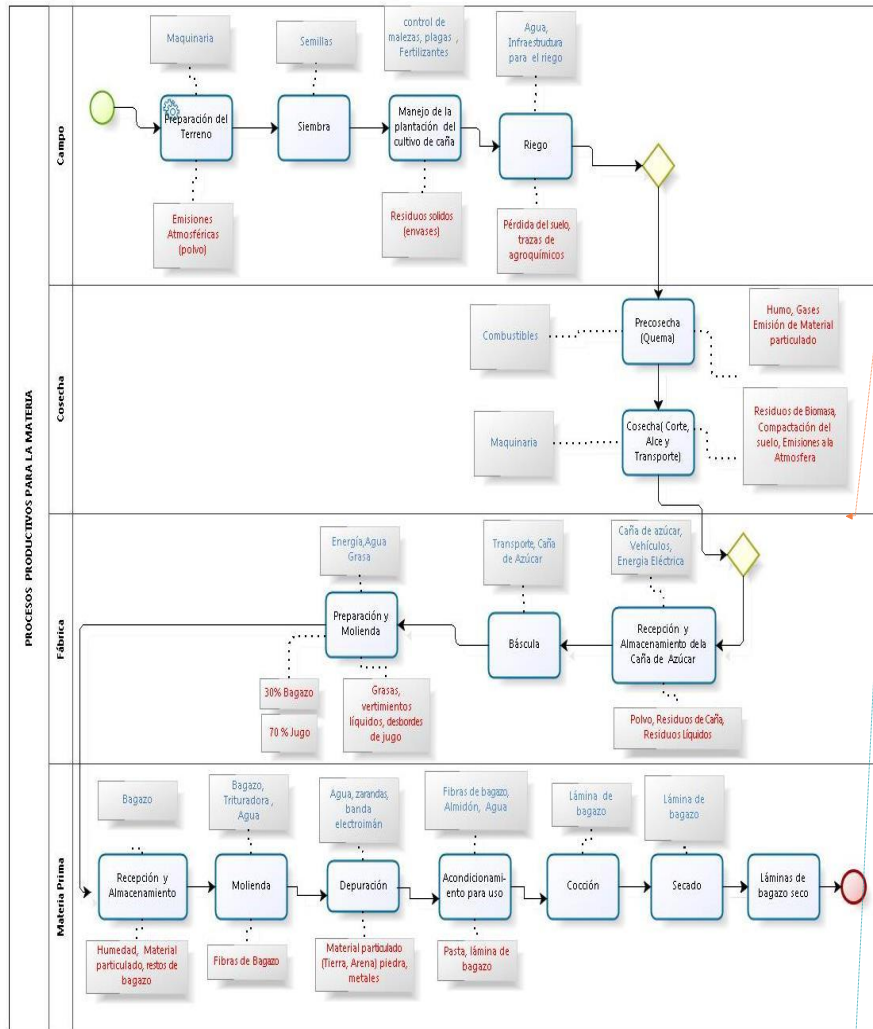 PROCESOS PRODUCTIVOS PARA LA MATERIA
Campo
Maquinaria
Semillas
control de
malezas, plagas ,
Fertilizantes
Agua,
Infraestructura
para el riego
Preparación del
Terreno
Siembra
Manejo de la
plantación del
cultivo de caña
Riego
Emisiones
Atmosféricas
(polvo)
Residuos solidos
(envases)
Pérdida del suelo,
trazas de
agroquímicos
Cosecha
Combustibles
Precosecha
(Quema)
Humo, Gases
Emisión de Material
particulado
Maquinaria
Cosecha( Corte,
Alce y
Transporte)
Residuos de Biomasa,
Compactación del
suelo, Emisiones a la
Atmosfera
Fábrica
Energía,Agua
Grasa
Transporte, Caña
de Azúcar
Caña de azúcar,
Vehículos,
Energia Eléctrica
Preparación y
Molienda
Báscula
Recepción y
Almacenamiento de la
Caña de Azúcar
30% Bagazo
70 % Jugo
Grasas,
vertimientos
líquidos, desbordes
de jugo
Polvo, Residuos de Caña,
Residuos Líquidos
Materia Prima
Bagazo
Bagazo,
Trituradora ,
Agua
Agua, zarandas,
banda
electroimán
Fibras de bagazo,
Almidón, Agua
Lámina de
bagazo
Lámina de
bagazo
Recepción y
Almacenamiento
Molienda
Depuración
Acondicionami-
ento para uso
Cocción
Secado
Láminas de
bagazo seco
Humedad, Material
particulado, restos de
bagazo
Fibras de Bagazo
Material particulado
(Tierra, Arena) piedra,
metales
Pasta, lámina de
bagazo